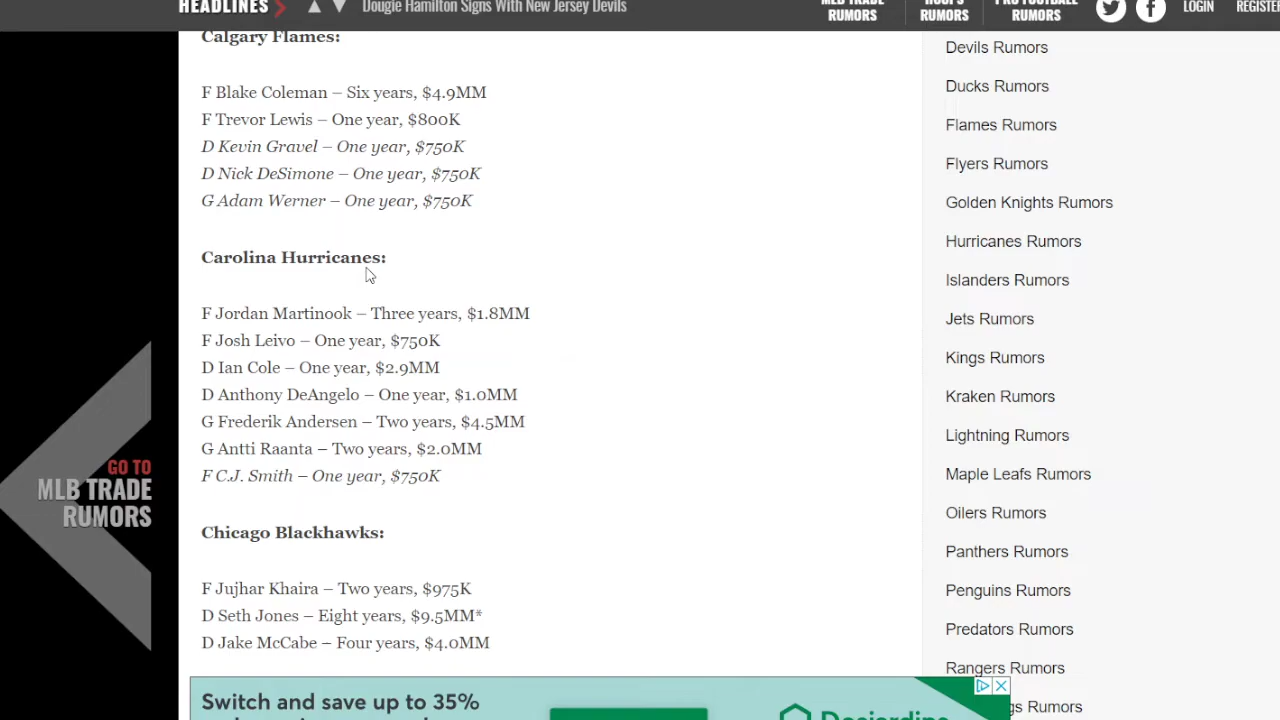 HEADLINES
Dougie Hamilton Signs With New Jersey Devils
MLB TRADE
RUMORS
HOOPS
RUMORS
PRO FOOTBALL
RUMORS
LOGIN
REGISTER
Calgary Flames:
F Blake Coleman – Six years, $4.9MM
F Trevor Lewis – One year, $800K
D Kevin Gravel – One year, $750K
D Nick DeSimone – One year, $750K
G Adam Werner – One year, $750K
Carolina Hurricanes:
F Jordan Martinook – Three years, $1.8MM
F Josh Leivo – One year, $750K
D Ian Cole – One year, $2.9MM
D Anthony DeAngelo – One year, $1.0MM
G Frederik Andersen – Two years, $4.5MM
G Antti Raanta – Two years, $2.0MM
F C.J. Smith – One year, $750K
Chicago Blackhawks:
F Jujhar Khaira – Two years, $975K
D Seth Jones – Eight years, $9.5MM*
D Jake McCabe – Four years, $4.0MM
Switch and save up to 35%
Desjardins
GO TO
MLB TRADE
RUMORS
Devils Rumors
Ducks Rumors
Flames Rumors
Flyers Rumors
Golden Knights Rumors
Hurricanes Rumors
Islanders Rumors
Jets Rumors
Kings Rumors
Kraken Rumors
Lightning Rumors
Maple Leafs Rumors
Oilers Rumors
Panthers Rumors
Penguins Rumors
Predators Rumors
Rangers Rumors
gs Rumors